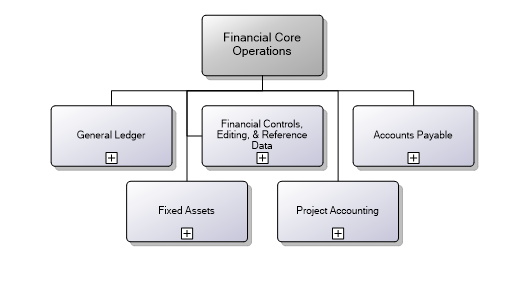 Financial Core
Operations
General Ledger
Financial Controls,
Editing, & Reference
Data
Accounts Payable
Fixed Assets
Project Accounting